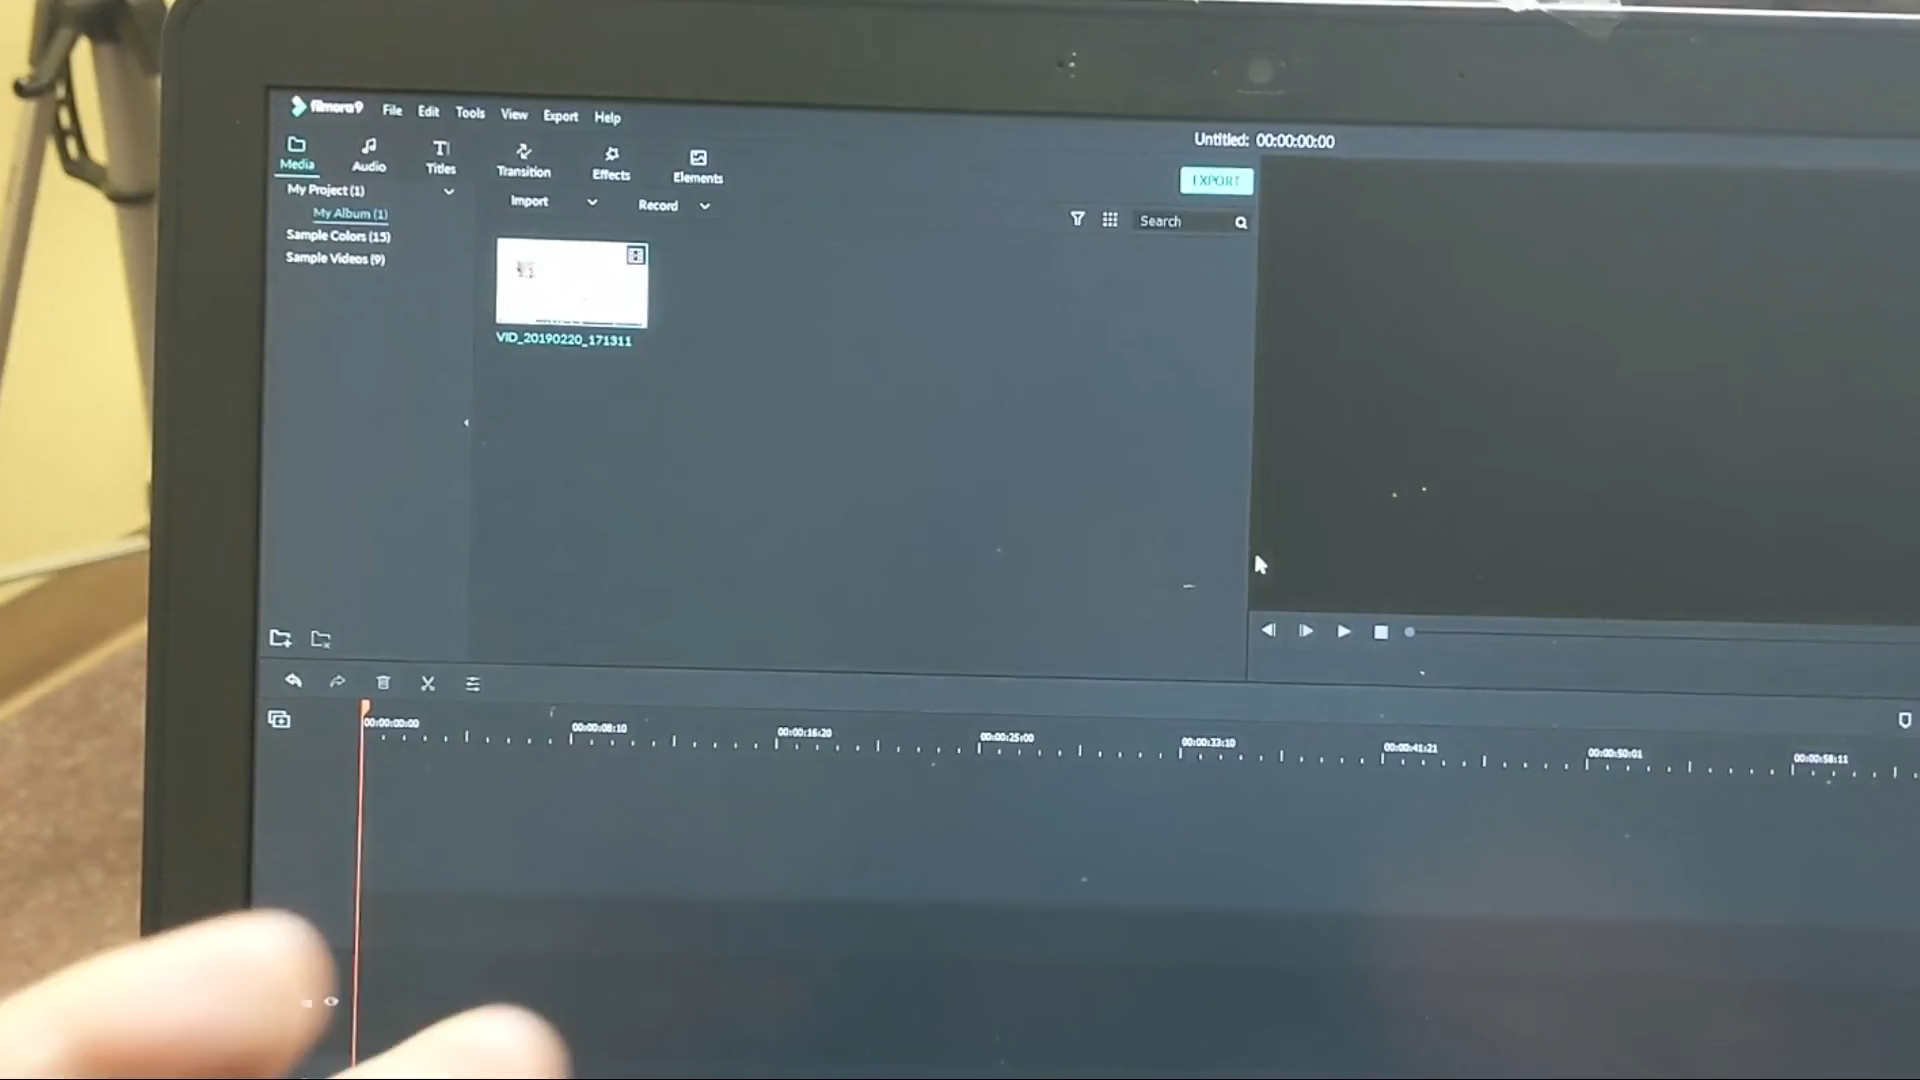 filmora9 File Edit Tools View Export Help
Untitled: 00:00:00:00
Media Audio Titles Transition Effects Elements
EXPORT
My Project (1)
Import Record
Search
My Album (1)
Sample Colors (15)
Sample Videos (9)
VID_20190220_171311
00:00:00:00 00:00:08:10 00:00:16:20 00:00:25:00 00:00:33:10 00:00:41:21 00:00:50:01 00:00:58:11